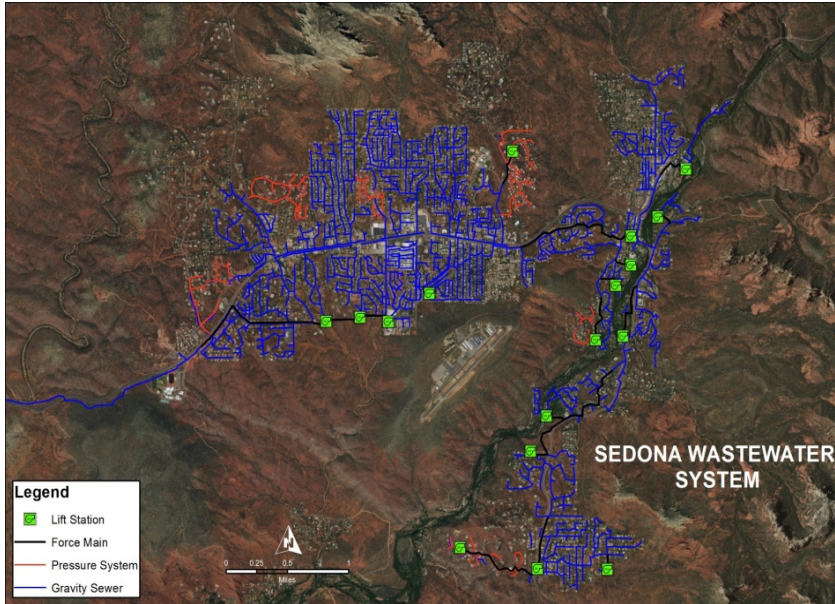 SEDONA WASTEWATER
SYSTEM
Legend
Lift Station
Force Main
Pressure System
Gravity Sewer
N
0 0.25 0.5 1
Miles